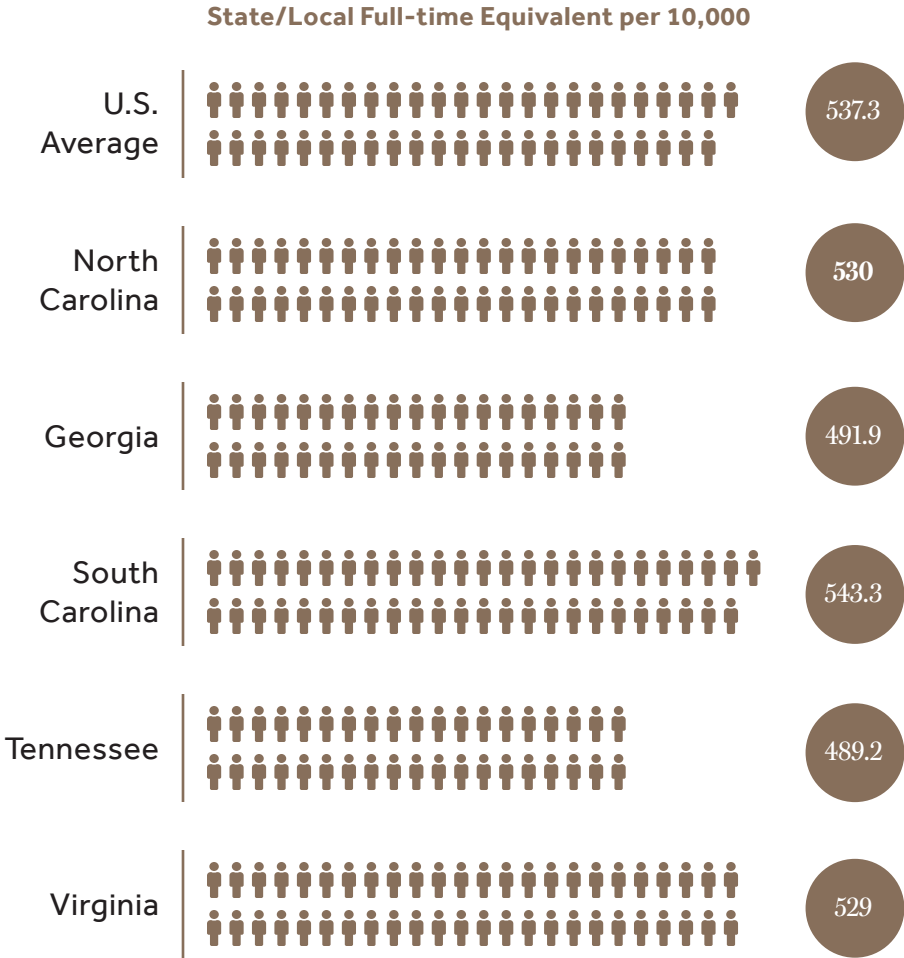 State/Local Full-time Equivalent per 10,000
U.S.
Average
537.3
North
Carolina
530
Georgia
491.9
South
Carolina
543.3
Tennessee
489.2
Virginia
529